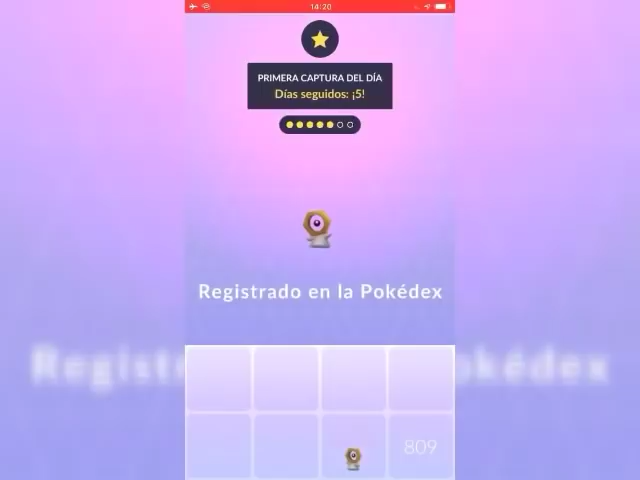 14:20
PRIMERA CAPTURA DEL DÍA
Días seguidos: ¡5!
Registrado en la Pokédex
809